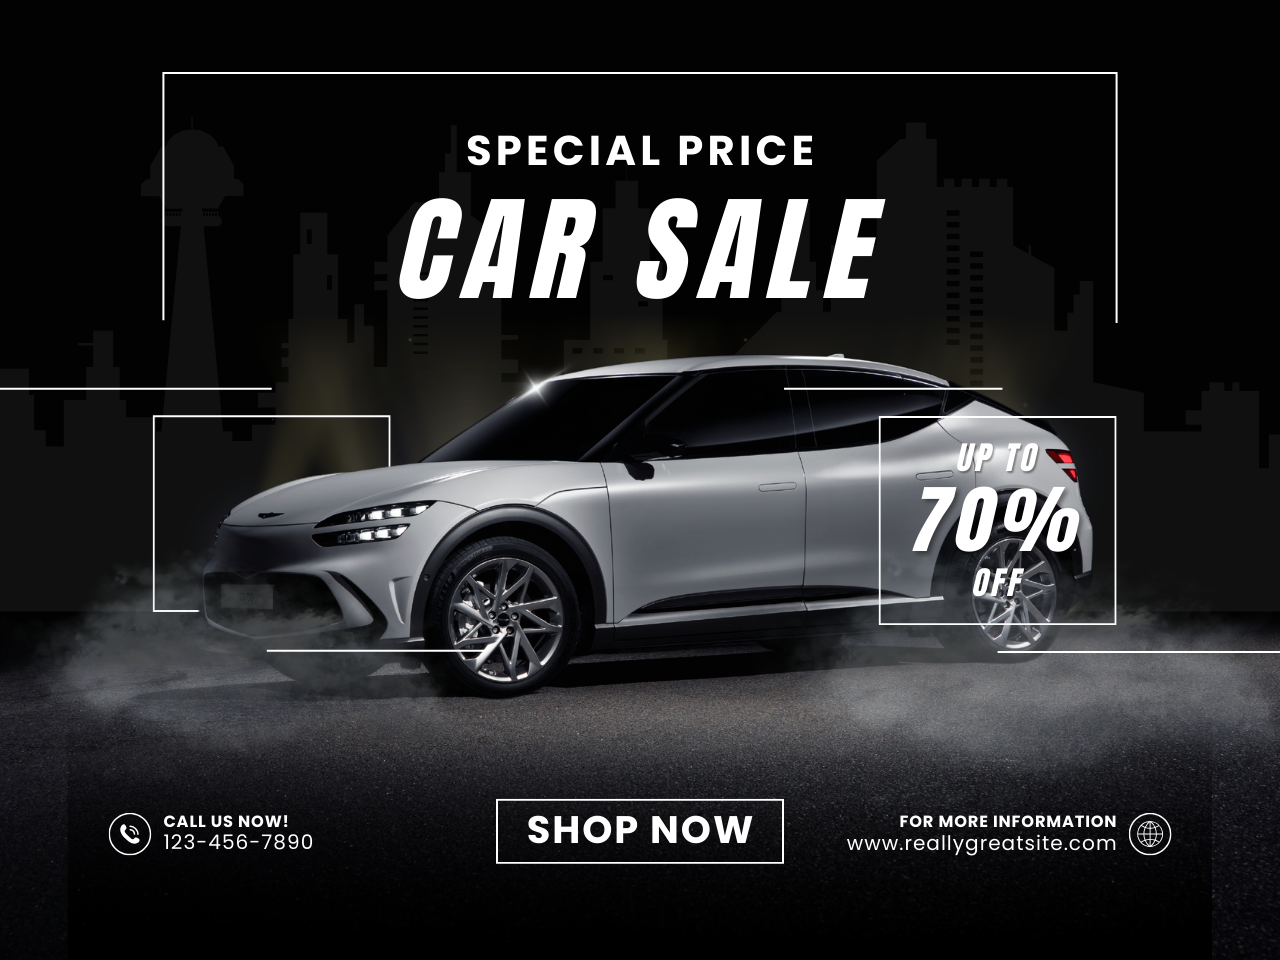 SPECIAL PRICE
CAR SALE
UP TO
70%
OFF
CALL US NOW!
123-456-7890
SHOP NOW
FOR MORE INFORMATION
www.reallygreatsite.com